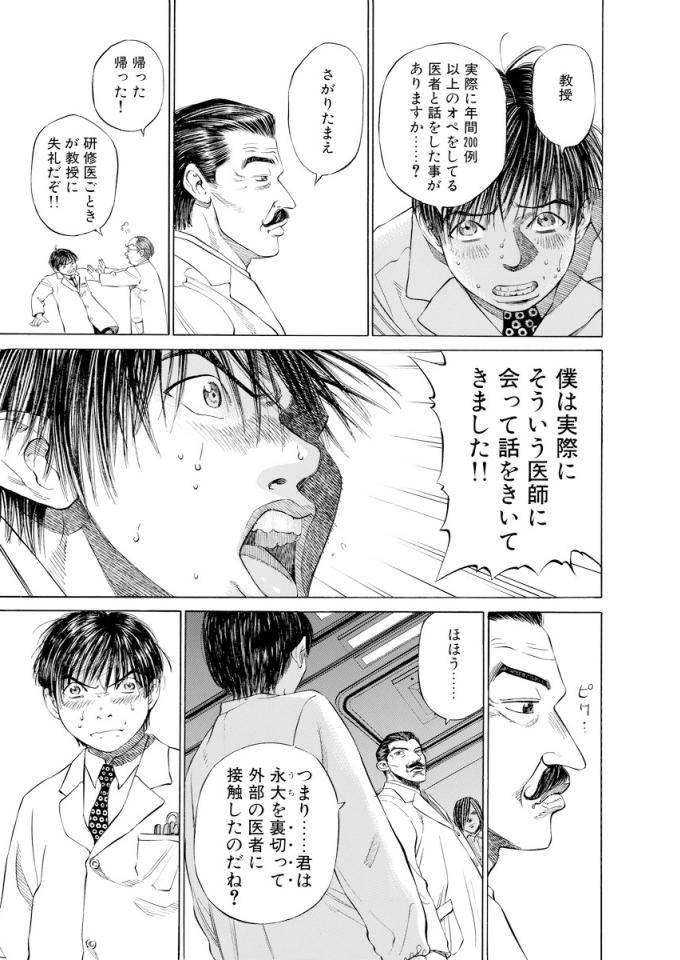 教授
実際に年間200例
以上のオペをしてる
医者と話をした事が
ありますか……?
さがりたまえ
帰った
帰った!
研修医ごとき
が教授に
失礼だぞ!!
僕は実際に
そういう医師に
会って話をきいて
きました!!
ピク…
ほほう……
つまり……君は
永大を裏切って
うち
外部の医者に
接触したのだね?